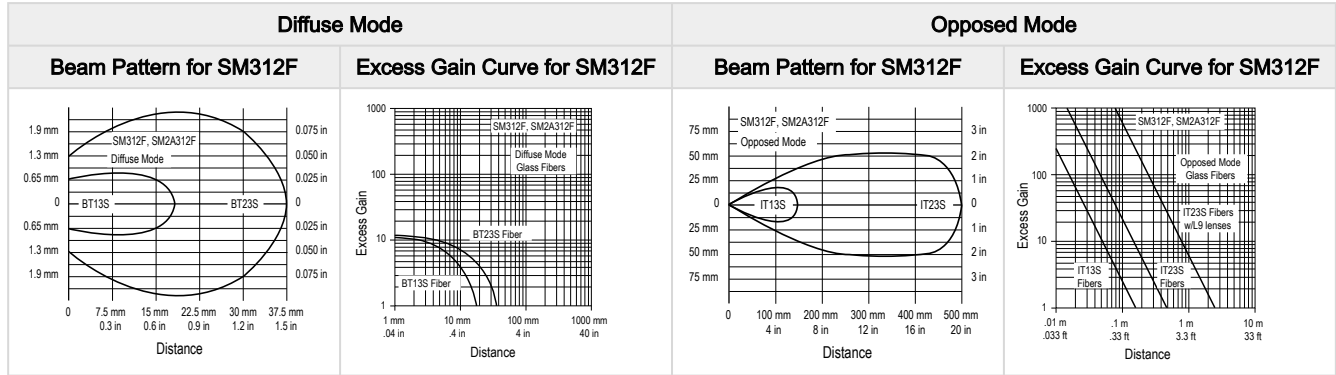 Diffuse Mode
Opposed Mode
Beam Pattern for SM312F
Excess Gain Curve for SM312F
Beam Pattern for SM312F
Excess Gain Curve for SM312F
SM312F, SM2A312F
Diffuse Mode
BT13S
BT23S
1.9 mm
1.3 mm
0.65 mm
0
0.65 mm
1.3 mm
1.9 mm
0.075 in
0.050 in
0.025 in
0
0.025 in
0.050 in
0.075 in
0 7.5 mm 15 mm 22.5 mm 30 mm 37.5 mm
0.3 in 0.6 in 0.9 in 1.2 in 1.5 in
Distance
1000
100
10
1
Excess Gain
SM312F, SM2A312F
Diffuse Mode
Glass Fibers
BT23S Fiber
BT13S Fiber
1 mm 10 mm 100 mm 1000 mm
.04 in .4 in 4 in 40 in
Distance
SM312F, SM2A312F
Opposed Mode
IT13S
IT23S
75 mm
50 mm
25 mm
0
25 mm
50 mm
75 mm
3 in
2 in
1 in
0
1 in
2 in
3 in
0 100 mm 200 mm 300 mm 400 mm 500 mm
4 in 8 in 12 in 16 in 20 in
Distance
1000
100
10
1
Excess Gain
SM312F, SM2A312F
Opposed Mode
Glass Fibers
IT23S Fibers
w/L9 lenses
IT13S
Fibers
IT23S
Fibers
.01 m .1 m 1 m 10 m
.033 ft .33 ft 3.3 ft 33 ft
Distance